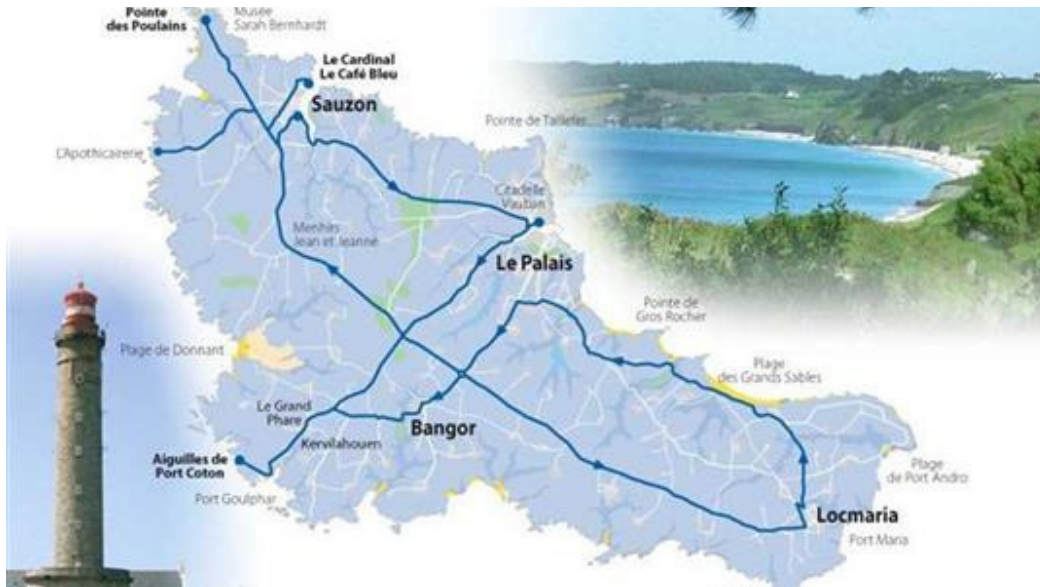 Pointe
des Poulains
Musée
Sarah Bernhardt
Le Cardinal
Le Café Bleu
Sauzon
Pointe de Taillefer
L'Apothicairerie
Citadelle
Vauban
Menhirs
Jean et Jeanne
Le Palais
Pointe de
Gros Rocher
Plage de Donnant
Plage
des Grands Sables
Le Grand
Phare
Bangor
Kervilahouen
Aiguilles de
Port Coton
Plage
de Port Andro
Port Goulphar
Locmaria
Port Maria